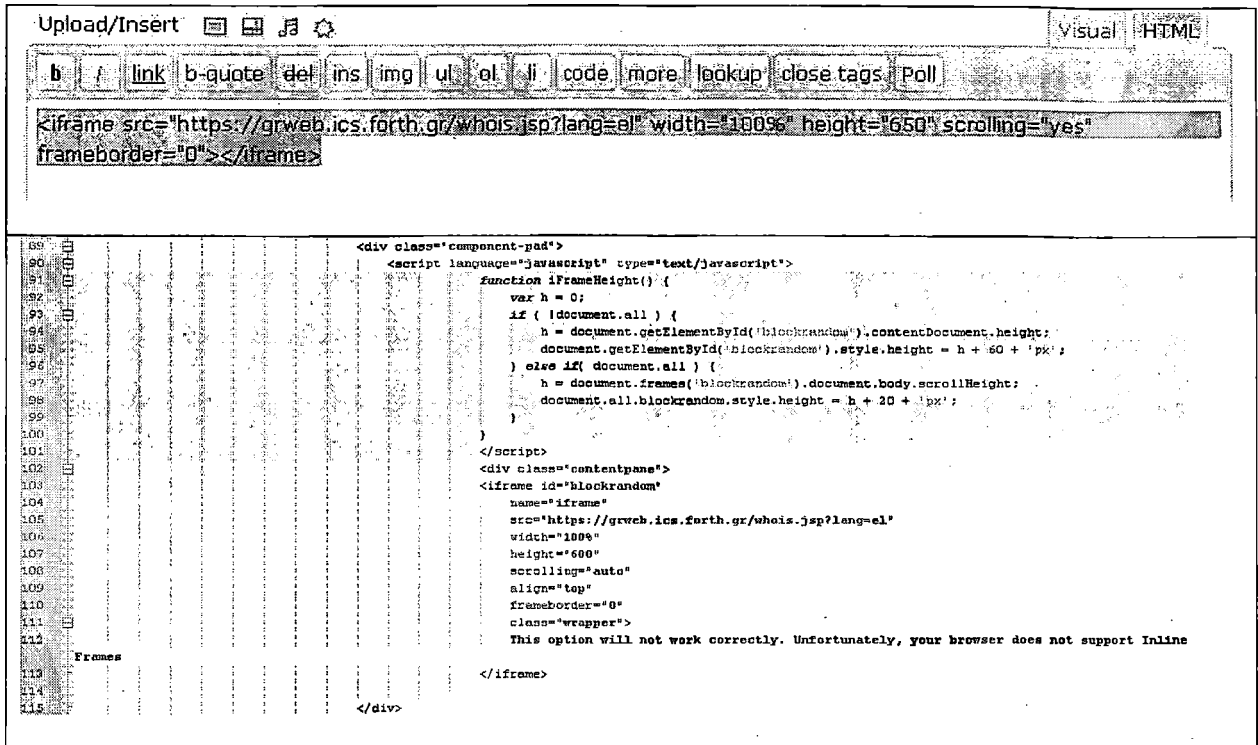 Upload/Insert
Visual HTML
b i link b-quote del ins img ul ol li code more lookup close tags Poll
<iframe src="https://grweb.ics.forth.gr/whois.jsp?lang=el" width="100%" height="650" scrolling="yes"
frameborder="0"></iframe>
89 <div class="component-pad">
90 <script language="javascript" type="text/javascript">
91 function iFrameHeight() {
92 var h = 0;
93 if ( !document.all ) {
94 h = document.getElementById('blockrandom').contentDocument.height;
95 document.getElementById('blockrandom').style.height = h + 60 + 'px';
96 } else if( document.all ) {
97 h = document.frames('blockrandom').document.body.scrollHeight;
98 document.all.blockrandom.style.height = h + 20 + 'px';
99 }
100 }
101 </script>
102 <div class="contentpane">
103 <iframe id="blockrandom"
104 name="iframe"
105 src="https://grweb.ics.forth.gr/whois.jsp?lang=el"
106 width="100%"
107 height="600"
108 scrolling="auto"
109 align="top"
110 frameborder="0"
111 class="wrapper">
112 This option will not work correctly. Unfortunately, your browser does not support Inline
Frames
113 </iframe>
114
115 </div>